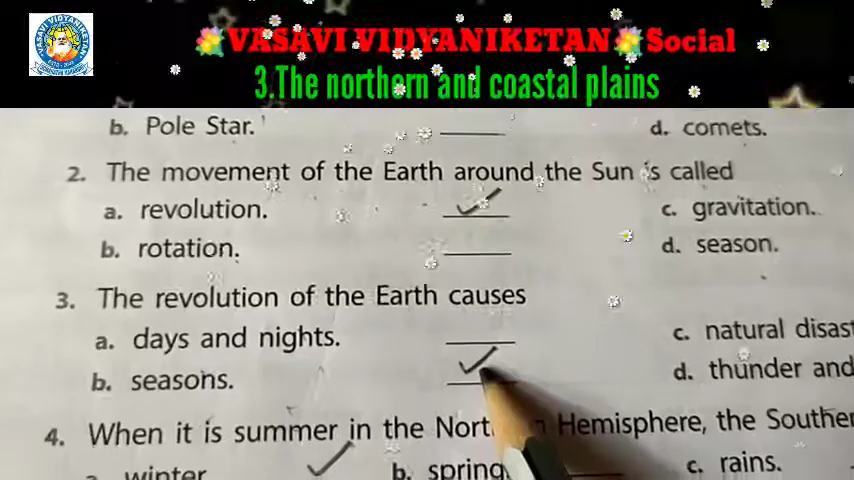 VASAVI VIDYANIKETAN Social
3.The northern and coastal plains
VASAVI VIDYANIKETAN
b. Pole Star. d. comets.
2. The movement of the Earth around the Sun is called
a. revolution. c. gravitation.
b. rotation. d. season.
3. The revolution of the Earth causes
a. days and nights. c. natural disast
b. seasons. d. thunder and
4. When it is summer in the Hemisphere, the Souther
a. winter b. spring c. rains.